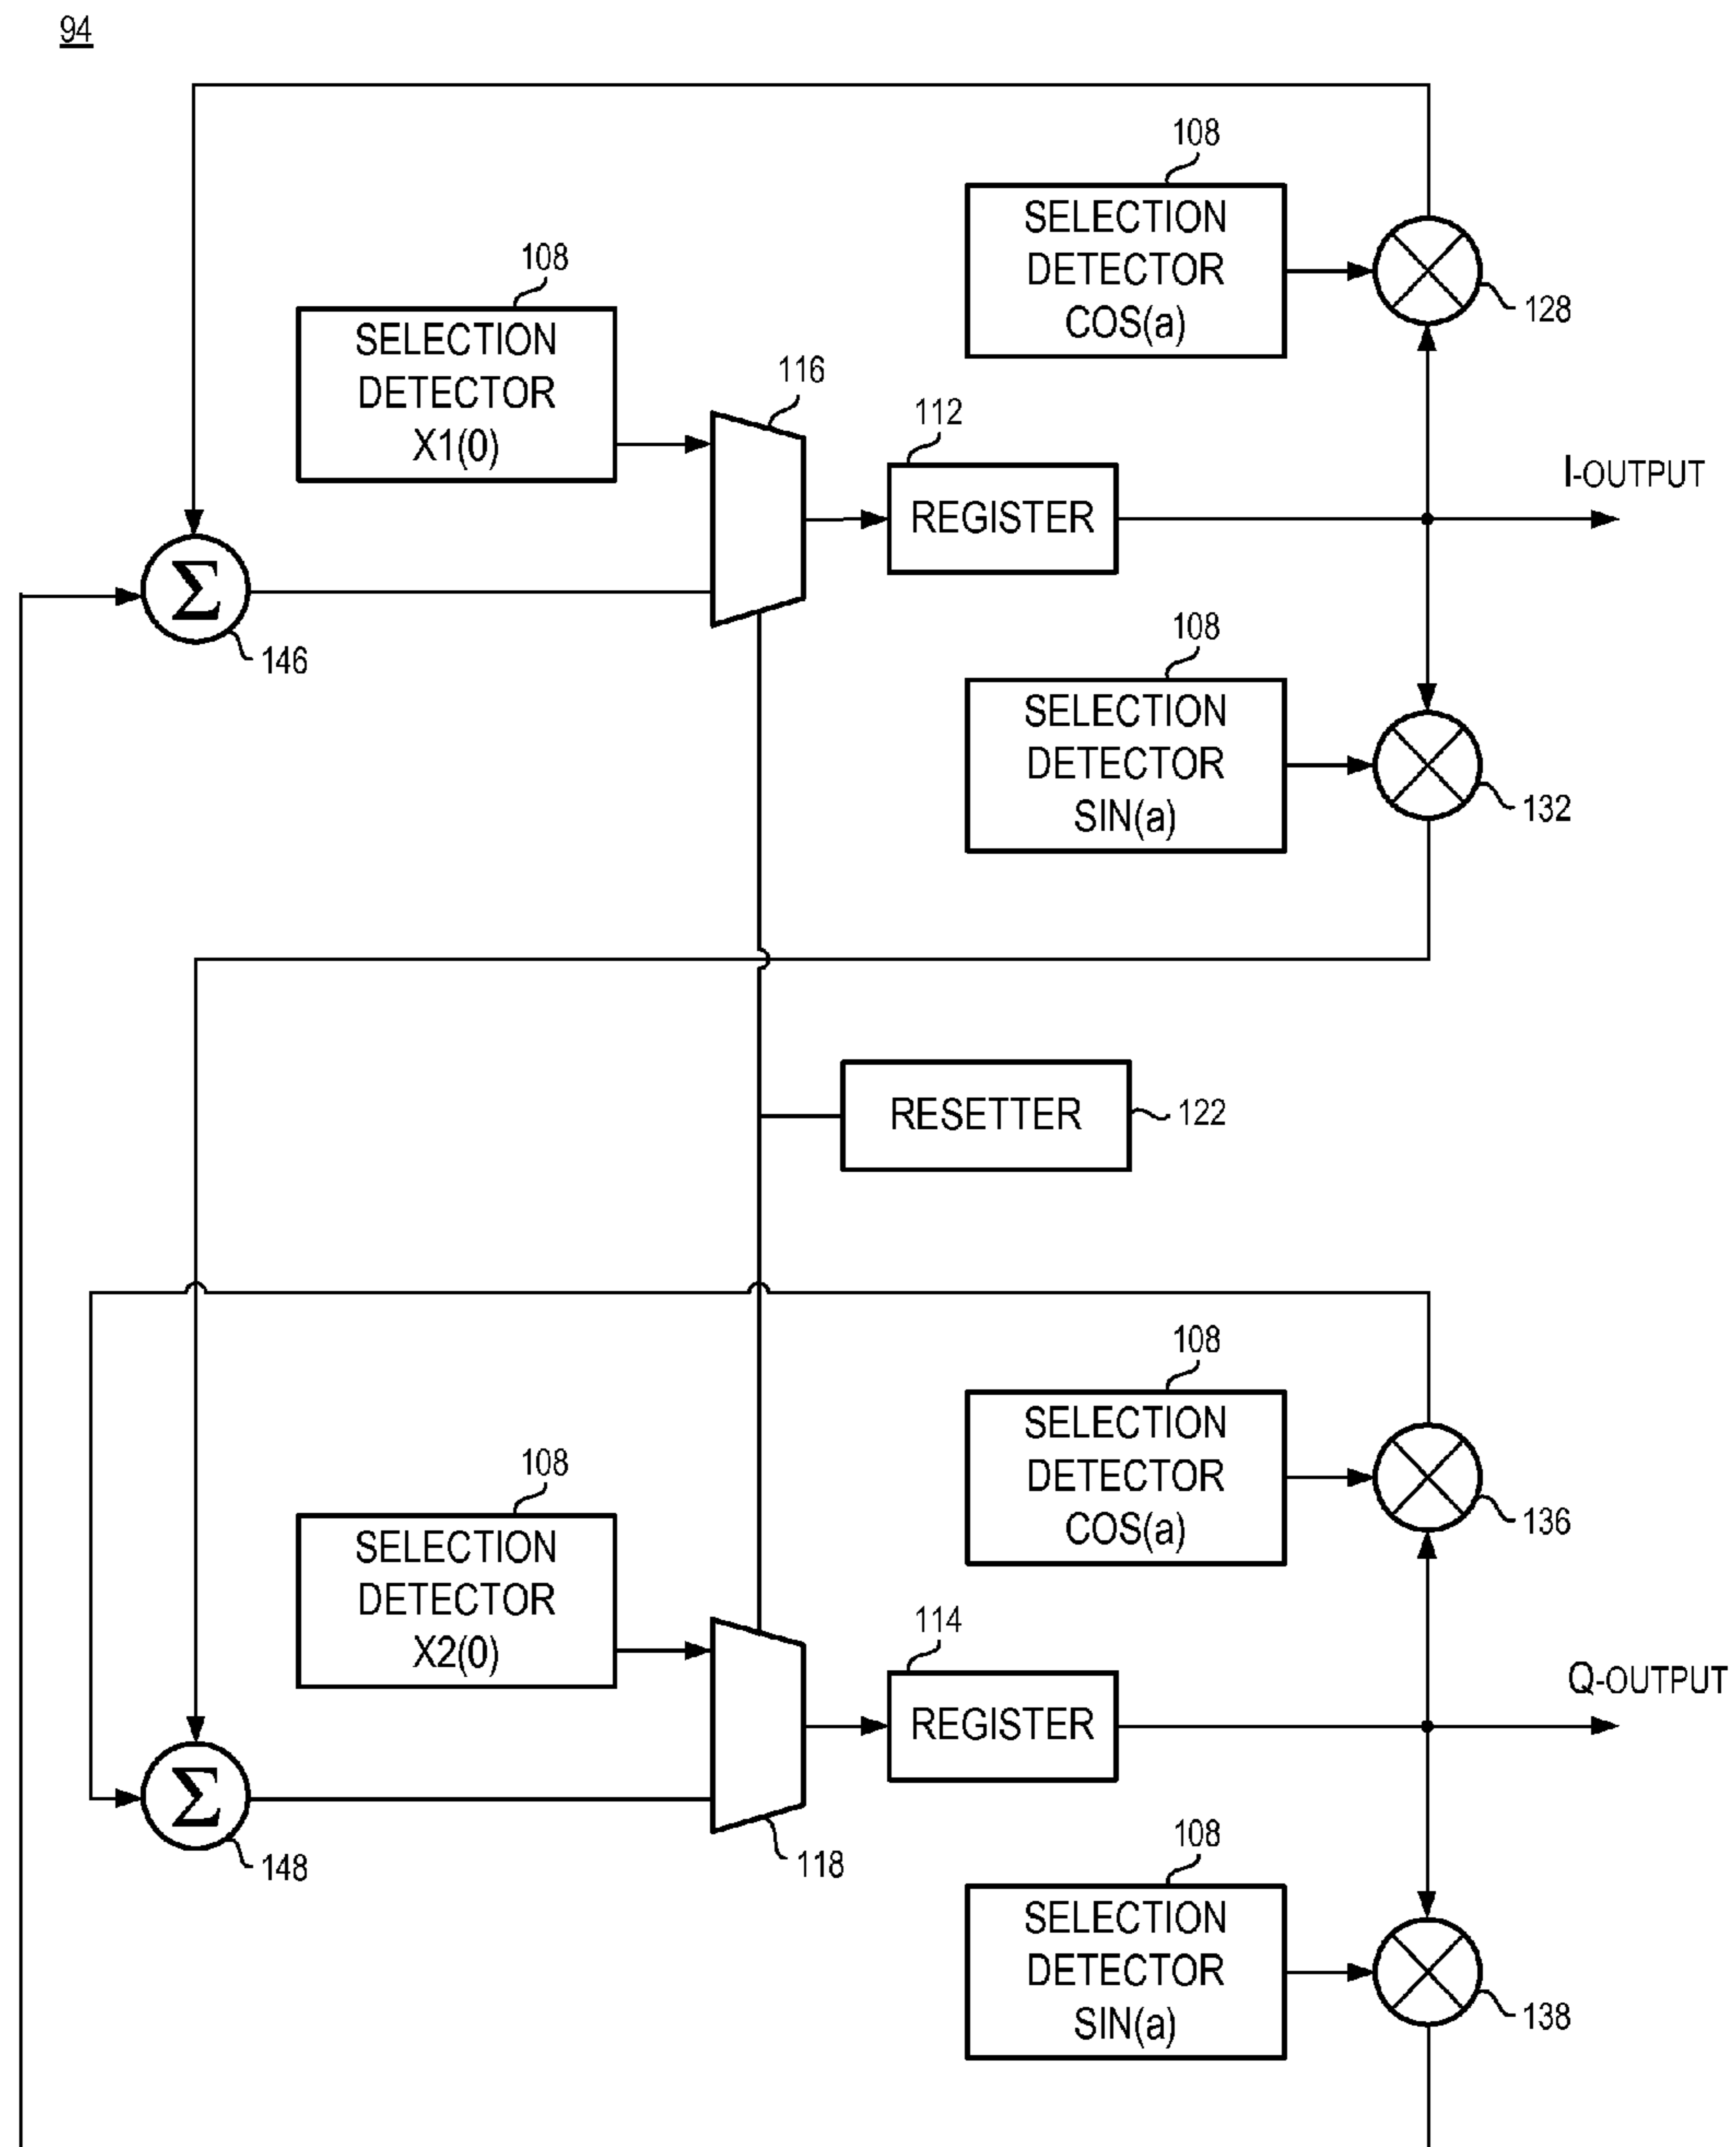 94
108
SELECTION
DETECTOR
COS(a)
128
108
SELECTION
DETECTOR
X1(0)
116
112
REGISTER
I-OUTPUT
Σ
146
108
SELECTION
DETECTOR
SIN(a)
132
RESETTER
122
108
SELECTION
DETECTOR
COS(a)
136
108
SELECTION
DETECTOR
X2(0)
114
REGISTER
Q-OUTPUT
Σ
148
118
108
SELECTION
DETECTOR
SIN(a)
138